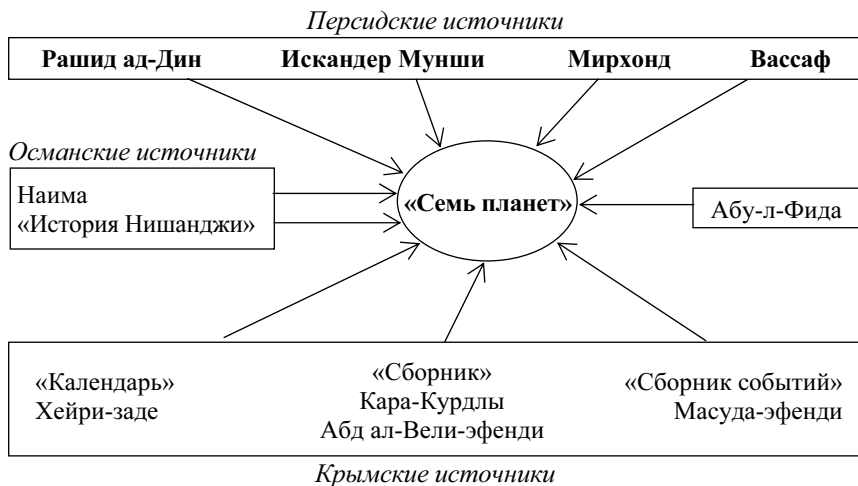 Персидские источники
Рашид ад-Дин Искандер Мунши Мирхонд Вассаф
Османские источники
Наима
«История Нишанджи»
«Семь планет»
Абу-л-Фида
«Календарь»
Хейри-заде
«Сборник»
Кара-Курдлы
Абд ал-Вели-эфенди
«Сборник событий»
Масуда-эфенди
Крымские источники